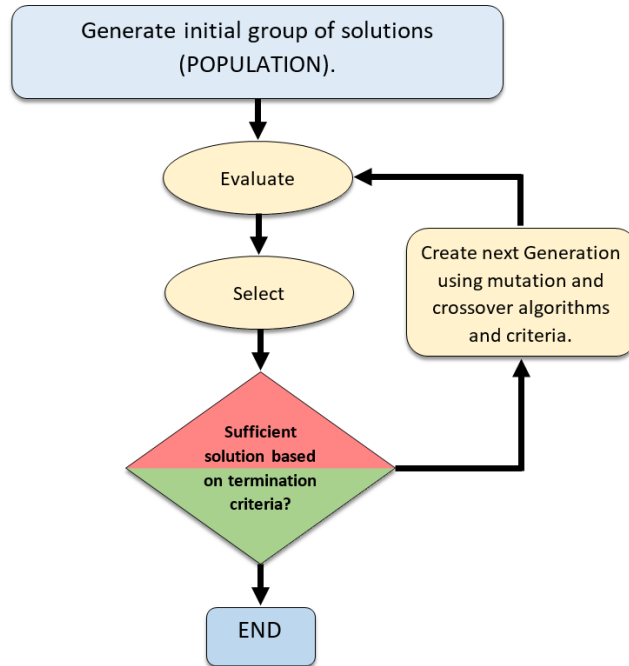 Generate initial group of solutions
(POPULATION).
Evaluate
Select
Create next Generation
using mutation and
crossover algorithms
and criteria.
Sufficient
solution based
on termination
criteria?
END